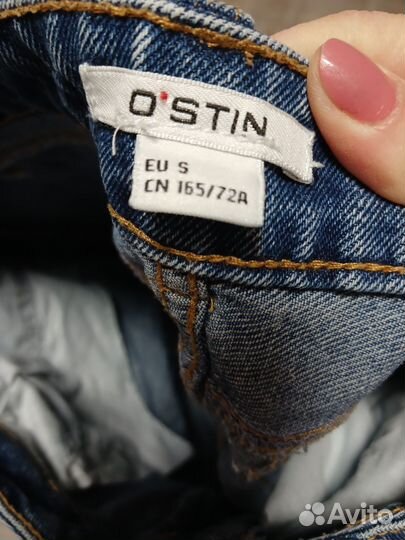 O'STIN
EU S
CN 165/72A
Avito